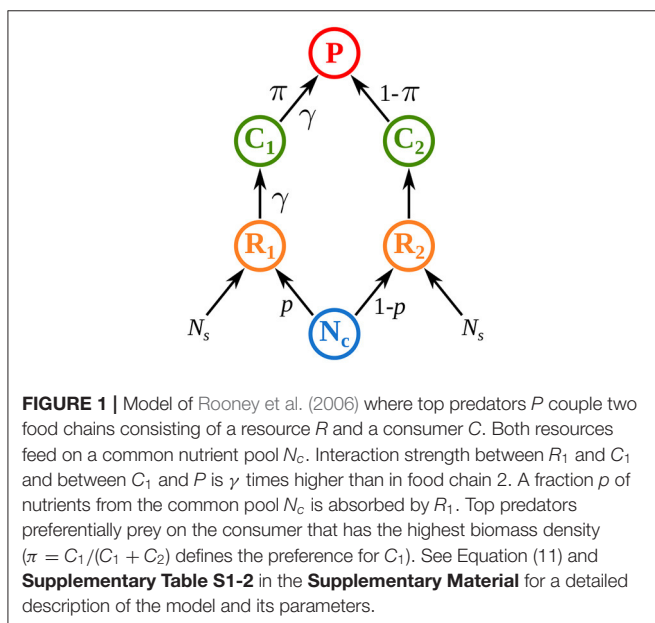 P
π 1-π
γ
C₁ C₂
γ
R₁ R₂
Nₛ p N꜀ 1-p Nₛ
FIGURE 1 | Model of Rooney et al. (2006) where top predators P couple two
food chains consisting of a resource R and a consumer C. Both resources
feed on a common nutrient pool N꜀. Interaction strength between R₁ and C₁
and between C₁ and P is γ times higher than in food chain 2. A fraction p of
nutrients from the common pool N꜀ is absorbed by R₁. Top predators
preferentially prey on the consumer that has the highest biomass density
(π = C₁/(C₁ + C₂) defines the preference for C₁). See Equation (11) and
Supplementary Table S1-2 in the Supplementary Material for a detailed
description of the model and its parameters.